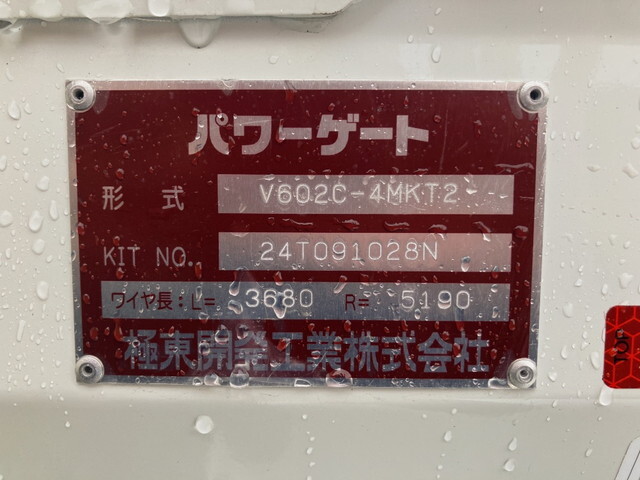 パワーゲート
形 式 V602C-4MKT2
KIT NO. 24T091028N
ワイヤ長:L= 3680 R= 5190
極東開発工業株式会社
TOP